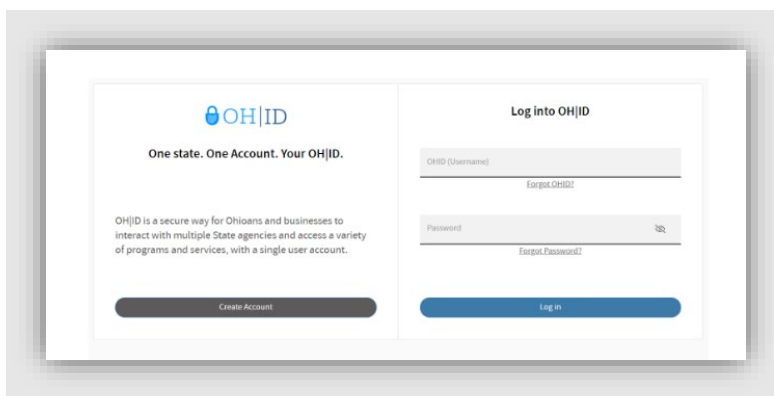 OH|ID
One state. One Account. Your OH|ID.
OH|ID is a secure way for Ohioans and businesses to
interact with multiple State agencies and access a variety
of programs and services, with a single user account.
Create Account
Log into OH|ID
OHID (Username)
Forgot OHID?
Password
Forgot Password?
Log in